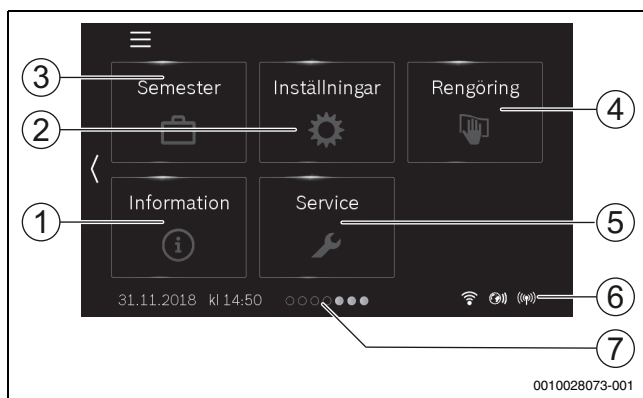 3
Semester
Inställningar
Rengöring
4
2
Information
Service
1
5
31.11.2018 kl 14:50
6
7
0010028073-001